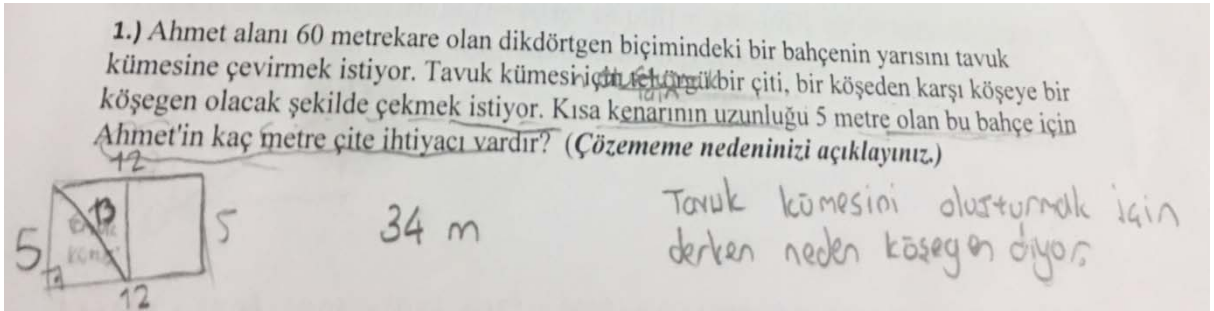 1.) Ahmet alanı 60 metrekare olan dikdörtgen biçimindeki bir bahçenin yarısını tavuk
kümesine çevirmek istiyor. Tavuk kümesi bir çiti, bir köşeden karşı köşeye bir
için
köşegen olacak şekilde çekmek istiyor. Kısa kenarının uzunluğu 5 metre olan bu bahçe için
Ahmet'in kaç metre çite ihtiyacı vardır? (Çözememe nedeninizi açıklayınız.)
12
13
5
5
12
34 m
Tavuk kümesini olusturmak için
derken neden köşegen diyor